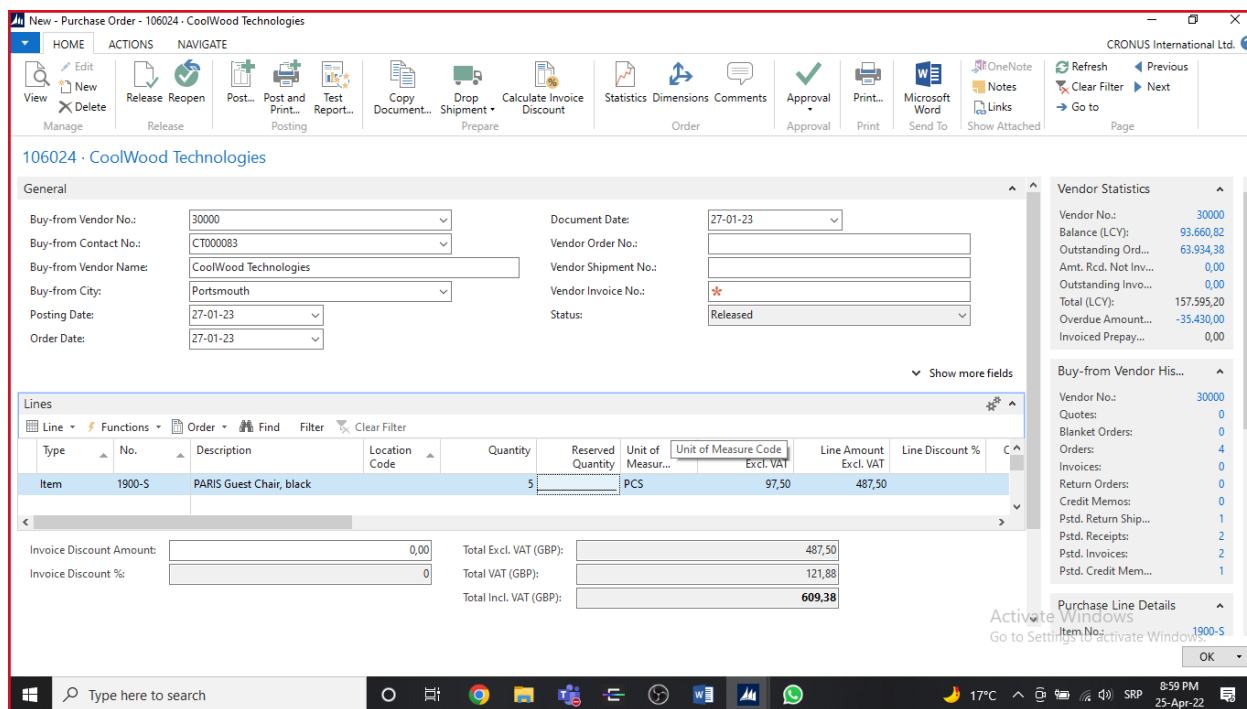 New - Purchase Order - 106024 · CoolWood Technologies
HOME ACTIONS NAVIGATE CRONUS International Ltd.
View Edit New Delete Manage
Release Reopen Release
Post... Post and Print... Test Report... Posting
Copy Document... Drop Shipment Calculate Invoice Discount Prepare
Statistics Dimensions Comments Order
Approval Approval
Print... Print
Microsoft Word Send To
OneNote Notes Links Show Attached
Refresh Clear Filter Go to Previous Next Page
106024 · CoolWood Technologies
General
Buy-from Vendor No.: 30000
Buy-from Contact No.: CT000083
Buy-from Vendor Name: CoolWood Technologies
Buy-from City: Portsmouth
Posting Date: 27-01-23
Order Date: 27-01-23
Document Date: 27-01-23
Vendor Order No.:
Vendor Shipment No.:
Vendor Invoice No.: *
Status: Released
Show more fields
Lines
Line Functions Order Find Filter Clear Filter
Type No. Description Location Code Quantity Reserved Quantity Unit of Measur... Unit of Measure Code Excl. VAT Line Amount Excl. VAT Line Discount %
Item 1900-S PARIS Guest Chair, black 5 PCS 97,50 487,50
Invoice Discount Amount: 0,00
Invoice Discount %: 0
Total Excl. VAT (GBP): 487,50
Total VAT (GBP): 121,88
Total Incl. VAT (GBP): 609,38
Vendor Statistics
Vendor No.: 30000
Balance (LCY): 93.660,82
Outstanding Ord... 63.934,38
Amt. Rcd. Not Inv... 0,00
Outstanding Invo... 0,00
Total (LCY): 157.595,20
Overdue Amount... -35.430,00
Invoiced Prepay... 0,00
Buy-from Vendor His...
Vendor No.: 30000
Quotes: 0
Blanket Orders: 0
Orders: 4
Invoices: 0
Return Orders: 0
Credit Memos: 0
Pstd. Return Ship... 1
Pstd. Receipts: 2
Pstd. Invoices: 2
Pstd. Credit Mem... 1
Purchase Line Details
Item No.: 1900-S
Activate Windows
Go to Settings to activate Windows.
OK
Type here to search 17°C SRP 8:59 PM
25-Apr-22